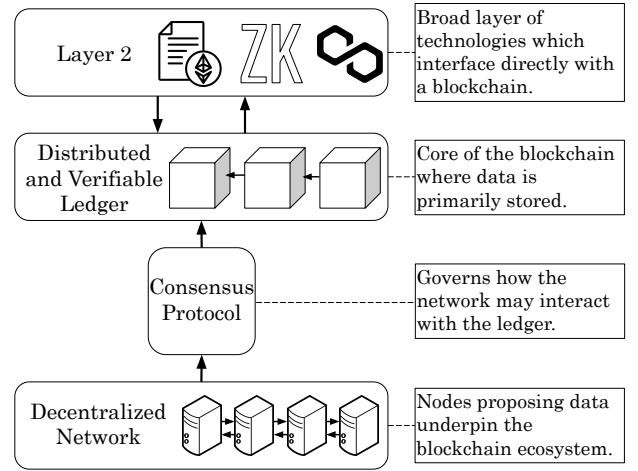 Layer 2
ZK
Broad layer of
technologies which
interface directly with
a blockchain.
Distributed
and Verifiable
Ledger
Core of the blockchain
where data is
primarily stored.
Consensus
Protocol
Governs how the
network may interact
with the ledger.
Decentralized
Network
Nodes proposing data
underpin the
blockchain ecosystem.